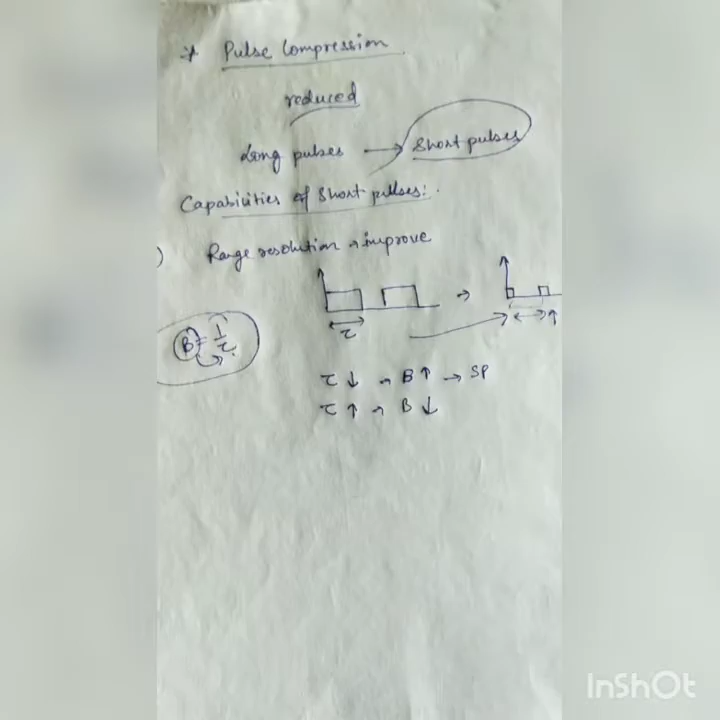 * Pulse Compression
reduced
Long pulses → Short pulses
Capabilities of Short pulses:
) Range resolution → improve
τ
B = 1/τ
τ ↓ → B ↑ → SP
τ ↑ → B ↓
InShOt